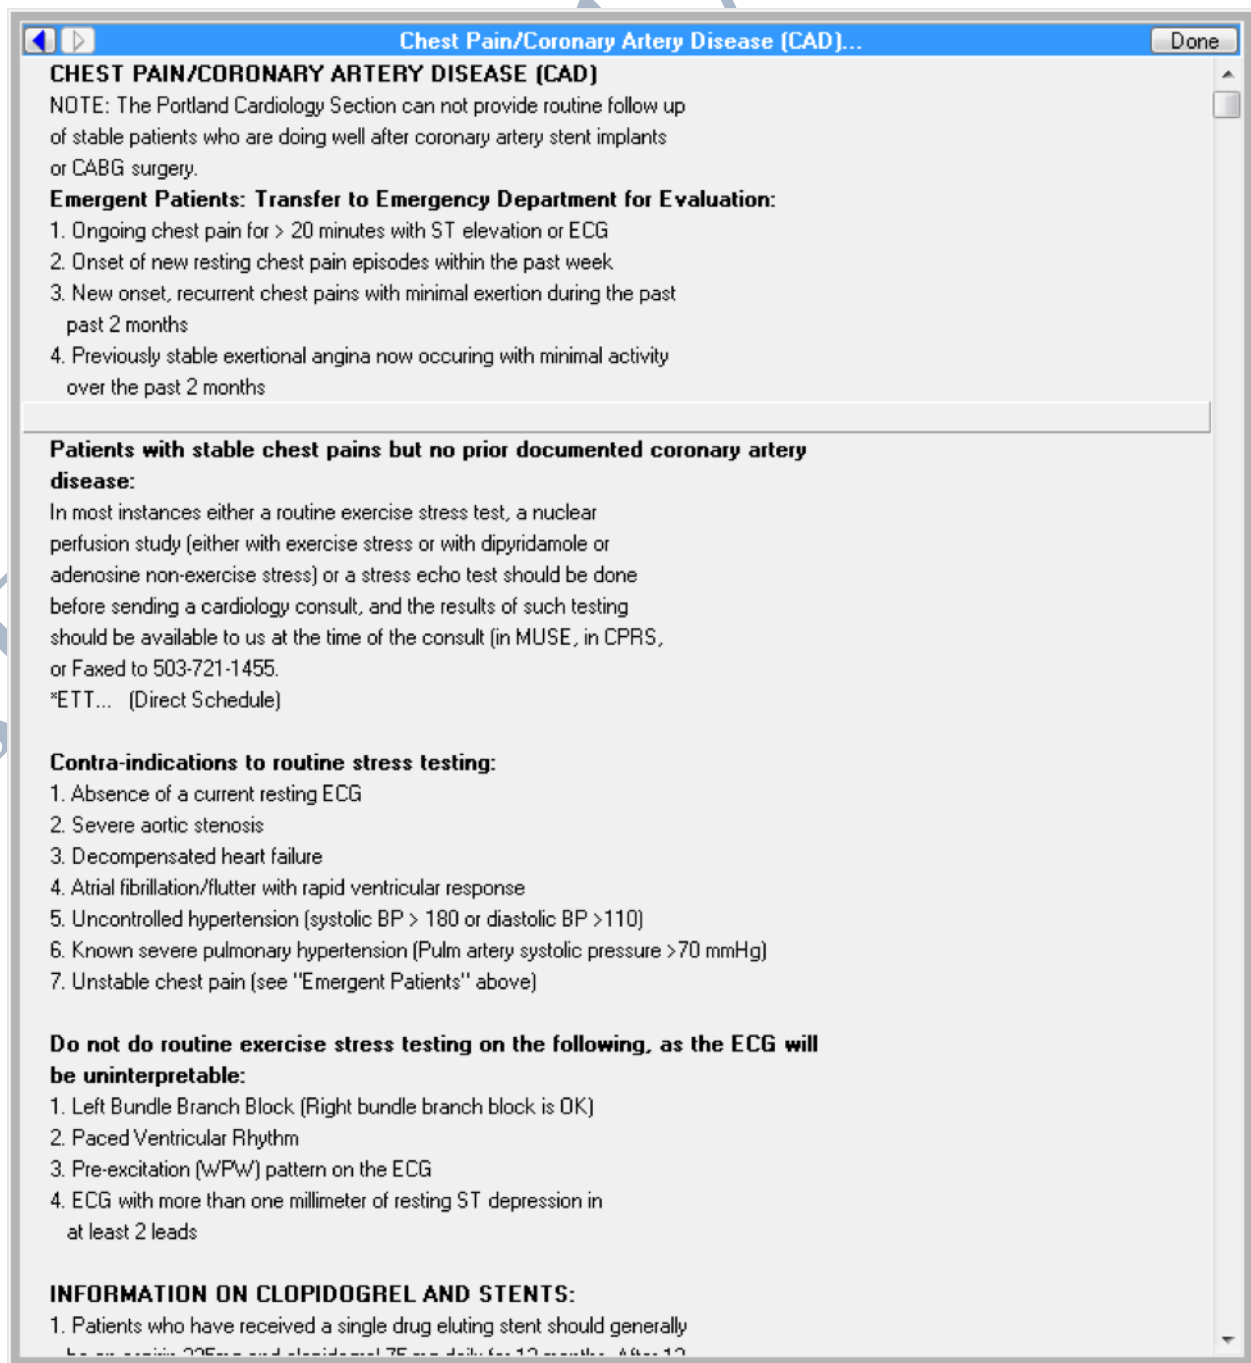 Chest Pain/Coronary Artery Disease (CAD)...
Done
CHEST PAIN/CORONARY ARTERY DISEASE (CAD)
NOTE: The Portland Cardiology Section can not provide routine follow up
of stable patients who are doing well after coronary artery stent implants
or CABG surgery.
Emergent Patients: Transfer to Emergency Department for Evaluation:
1. Ongoing chest pain for > 20 minutes with ST elevation or ECG
2. Onset of new resting chest pain episodes within the past week
3. New onset, recurrent chest pains with minimal exertion during the past
past 2 months
4. Previously stable exertional angina now occuring with minimal activity
over the past 2 months
Patients with stable chest pains but no prior documented coronary artery
disease:
In most instances either a routine exercise stress test, a nuclear
perfusion study (either with exercise stress or with dipyridamole or
adenosine non-exercise stress) or a stress echo test should be done
before sending a cardiology consult, and the results of such testing
should be available to us at the time of the consult (in MUSE, in CPRS,
or Faxed to 503-721-1455.
*ETT... (Direct Schedule)
Contra-indications to routine stress testing:
1. Absence of a current resting ECG
2. Severe aortic stenosis
3. Decompensated heart failure
4. Atrial fibrillation/flutter with rapid ventricular response
5. Uncontrolled hypertension (systolic BP > 180 or diastolic BP >110)
6. Known severe pulmonary hypertension (Pulm artery systolic pressure >70 mmHg)
7. Unstable chest pain (see "Emergent Patients" above)
Do not do routine exercise stress testing on the following, as the ECG will
be uninterpretable:
1. Left Bundle Branch Block (Right bundle branch block is OK)
2. Paced Ventricular Rhythm
3. Pre-excitation (WPW) pattern on the ECG
4. ECG with more than one millimeter of resting ST depression in
at least 2 leads
INFORMATION ON CLOPIDOGREL AND STENTS:
1. Patients who have received a single drug eluting stent should generally